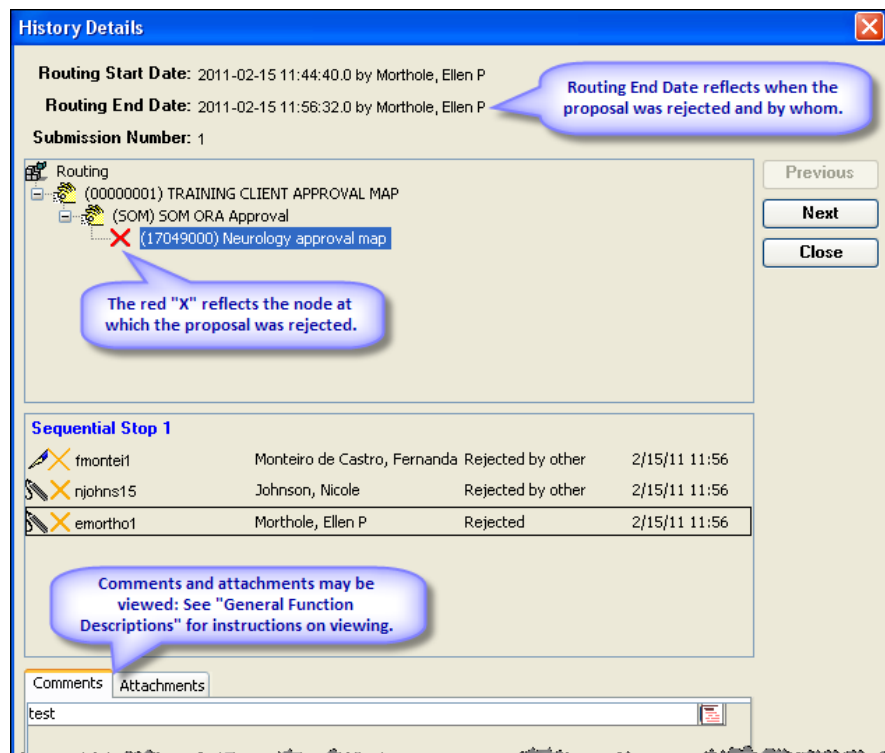 History Details
Routing Start Date: 2011-02-15 11:44:40.0 by Morthole, Ellen P
Routing End Date: 2011-02-15 11:56:32.0 by Morthole, Ellen P
Routing End Date reflects when the
proposal was rejected and by whom.
Submission Number: 1
Routing
(00000001) TRAINING CLIENT APPROVAL MAP
(SOM) SOM ORA Approval
(17049000) Neurology approval map
The red "X" reflects the node at
which the proposal was rejected.
Previous
Next
Close
Sequential Stop 1
fmontei1 Monteiro de Castro, Fernanda Rejected by other 2/15/11 11:56
njohns15 Johnson, Nicole Rejected by other 2/15/11 11:56
emortho1 Morthole, Ellen P Rejected 2/15/11 11:56
Comments and attachments may be
viewed: See "General Function
Descriptions" for instructions on viewing.
Comments Attachments
test